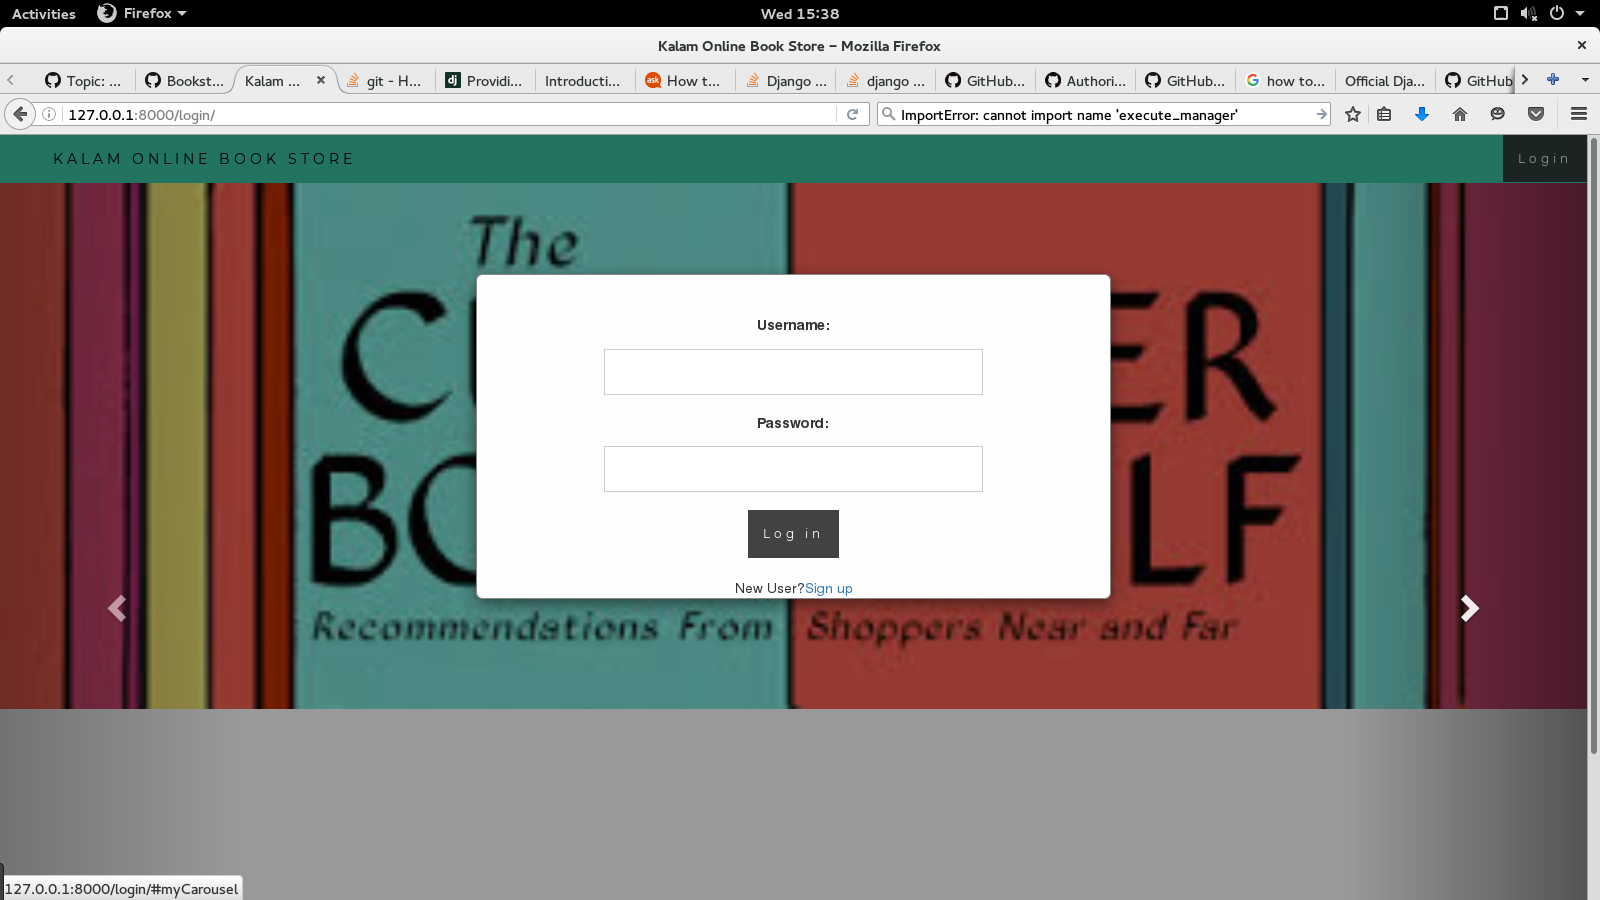 Activities Firefox Wed 15:38
Kalam Online Book Store – Mozilla Firefox
Topic: ... Bookst... Kalam ... git - H... Providi... Introducti... How t... Django ... django ... GitHub... Authori... GitHub... how to... Official Dja... GitHub
127.0.0.1:8000/login/ ImportError: cannot import name 'execute_manager'
KALAM ONLINE BOOK STORE Login
The
C ER
Username:
Password:
BO LF
Log in
New User?Sign up
Recommendations From Shoppers Near and Far
127.0.0.1:8000/login/#myCarousel